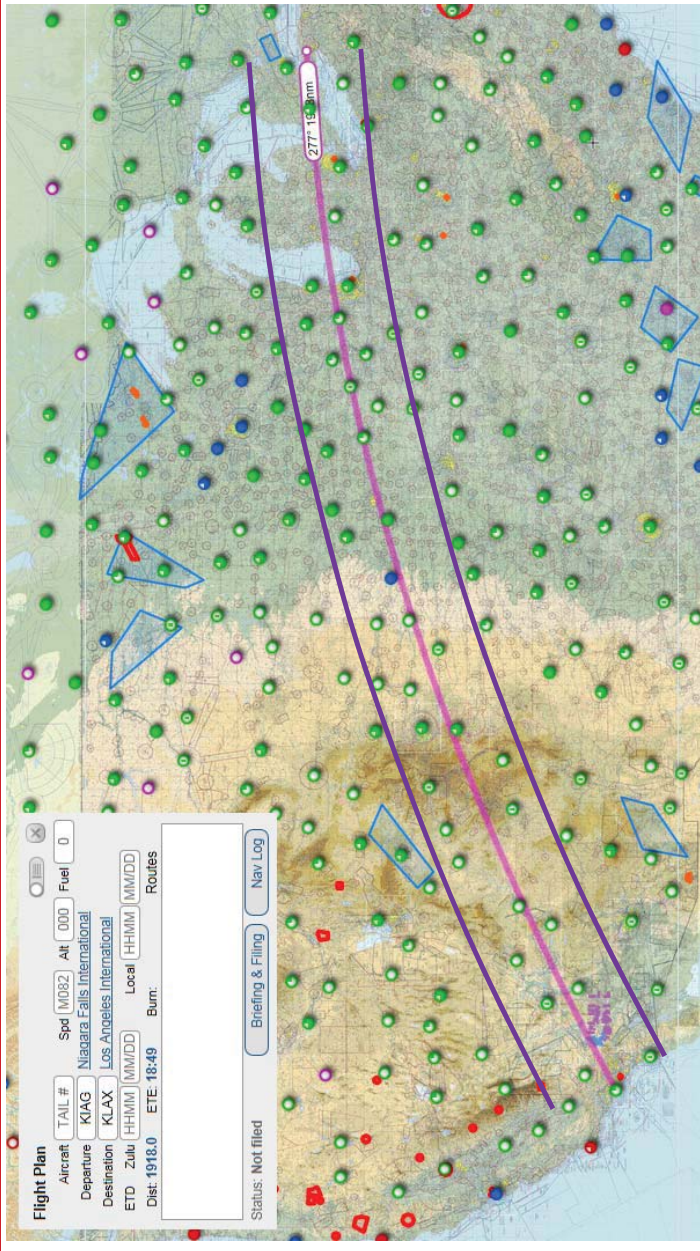 Flight Plan
Aircraft TAIL # Spd M082 Alt 000 Fuel 0
Departure KIAG Niagara Falls International
Destination KLAX Los Angeles International
ETD Zulu HHMM MM/DD Local HHMM MM/DD
Dist: 1918.0 ETE: 18:49 Burn: Routes
Status: Not filed Briefing & Filing Nav Log
277°